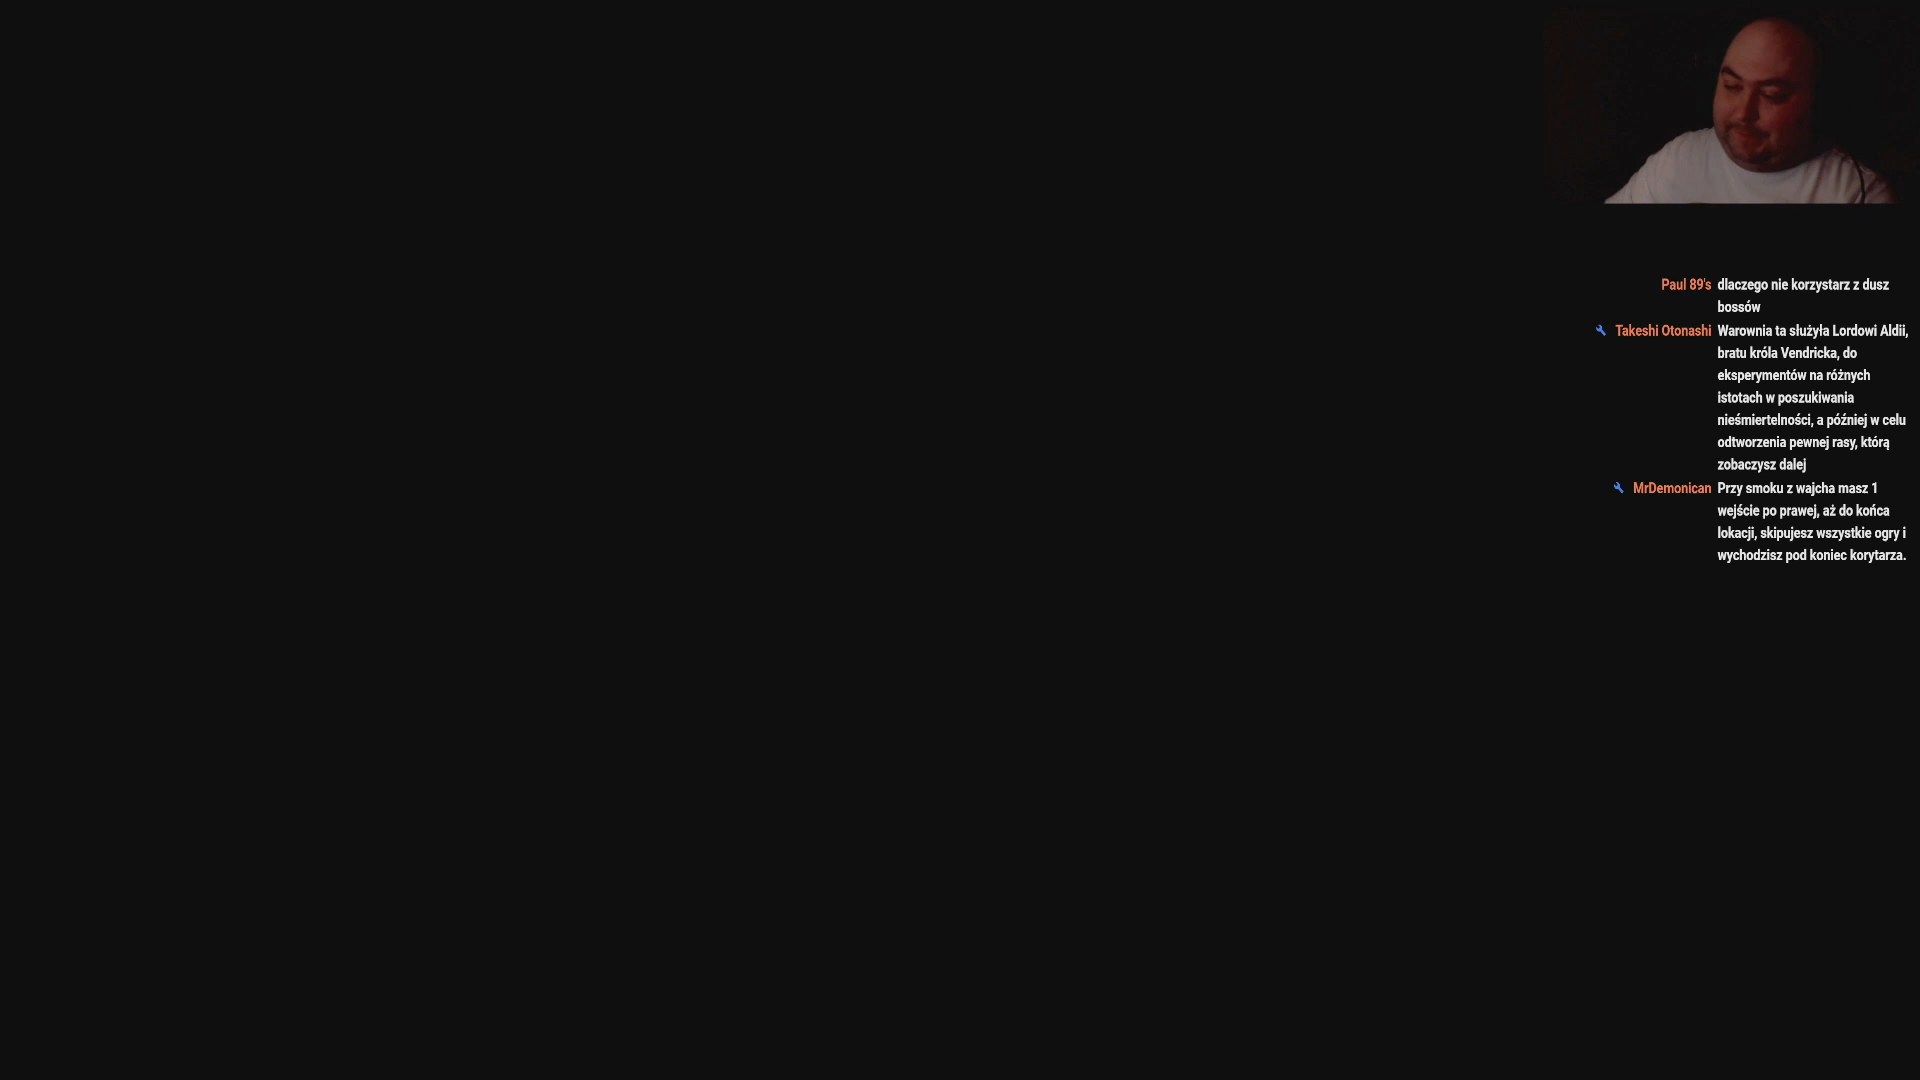 Paul 89's dlaczego nie korzystarz z dusz
bossów
Takeshi Otonashi Warownia ta służyła Lordowi Aldii,
bratu króla Vendricka, do
eksperymentów na różnych
istotach w poszukiwania
nieśmiertelności, a później w celu
odtworzenia pewnej rasy, którą
zobaczysz dalej
MrDemonican Przy smoku z wajcha masz 1
wejście po prawej, aż do końca
lokacji, skipujesz wszystkie ogry i
wychodzisz pod koniec korytarza.